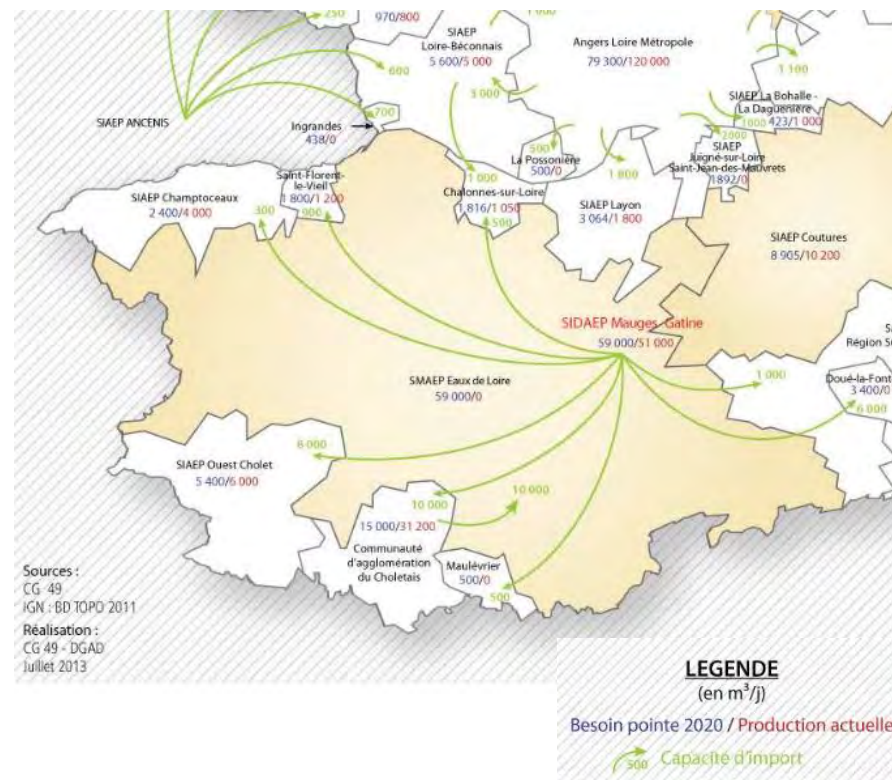 250
970/800
SIAEP
Loire-Béconnais
5 600/5 000
600
3 000
Angers Loire Métropole
79 300/120 000
1 100
SIAEP ANCENIS
700
Ingrandes
438/0
SIAEP La Bohalle -
La Daguenière
1000
423/1 000
2000
SIAEP
Juigné-sur-Loire
Saint-Jean-des-Mauvrets
1892/0
500
La Possonière
500/0
1 800
1 000
Chalonnes-sur-Loire
1 816/1 050
500
SIAEP Layon
3 064/1 800
Saint-Florent-
le-Vieil
1 800/1 200
900
SIAEP Champtoceaux
2 400/4 000
300
SIAEP Coutures
8 905/10 200
SIDAEP Mauges Gatine
59 000/51 000
Région
1 000
Doué-la-Font
3 400/0
6 000
SMAEP Eaux de Loire
59 000/0
8 000
SIAEP Ouest Cholet
5 400/6 000
10 000
10 000
15 000/31 200
Communauté
d'agglomération
du Choletais
Maulévrier
500/0
500
Sources :
CG 49
IGN : BD TOPO 2011
Réalisation :
CG 49 - DGAD
Juillet 2013
LEGENDE
(en m³/j)
Besoin pointe 2020 / Production actuelle
500 Capacité d'import